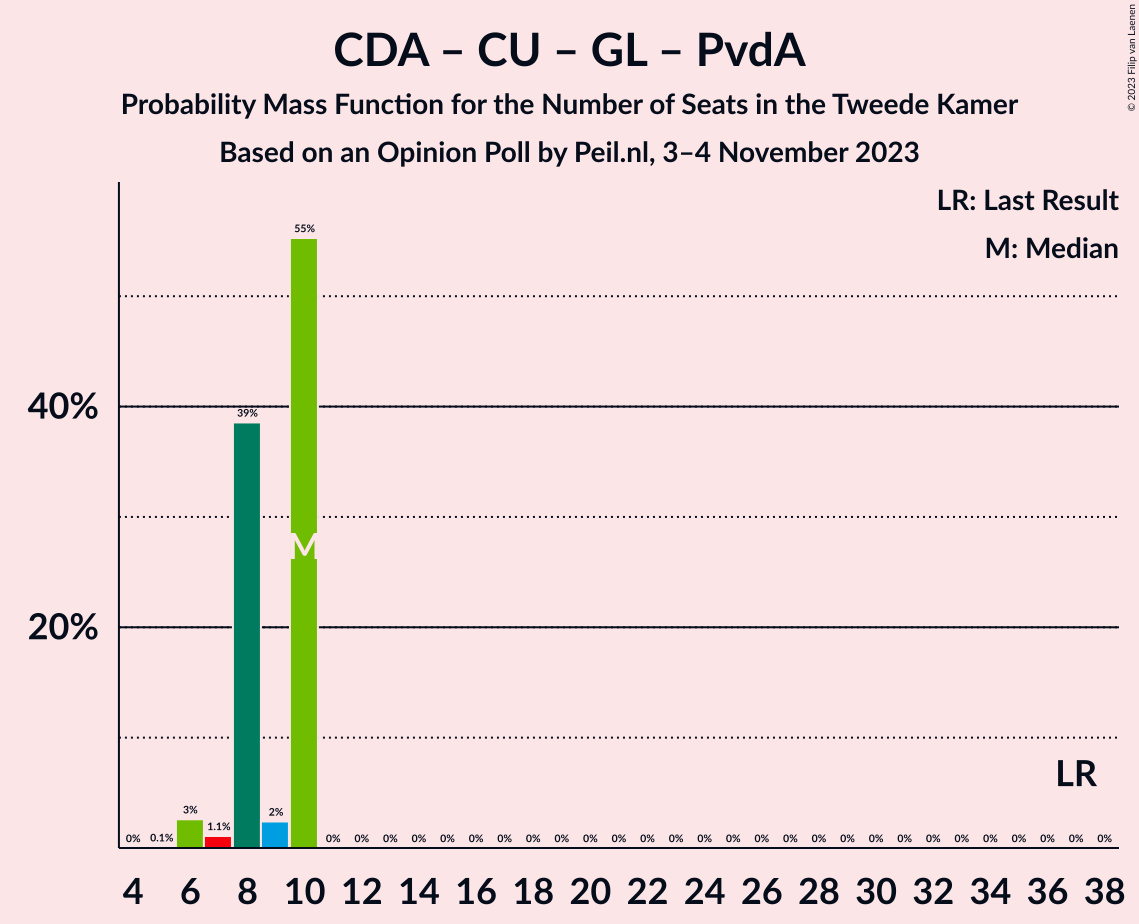 CDA – CU – GL – PvdA
Probability Mass Function for the Number of Seats in the Tweede Kamer
Based on an Opinion Poll by Peil.nl, 3–4 November 2023
© 2023 Filip van Laenen
LR: Last Result
M: Median
55%
40%
39%
M
20%
LR
3%
2%
1.1%
0% 0.1% 0% 0% 0% 0% 0% 0% 0% 0% 0% 0% 0% 0% 0% 0% 0% 0% 0% 0% 0% 0% 0% 0% 0% 0% 0% 0% 0% 0%
4 6 8 10 12 14 16 18 20 22 24 26 28 30 32 34 36 38